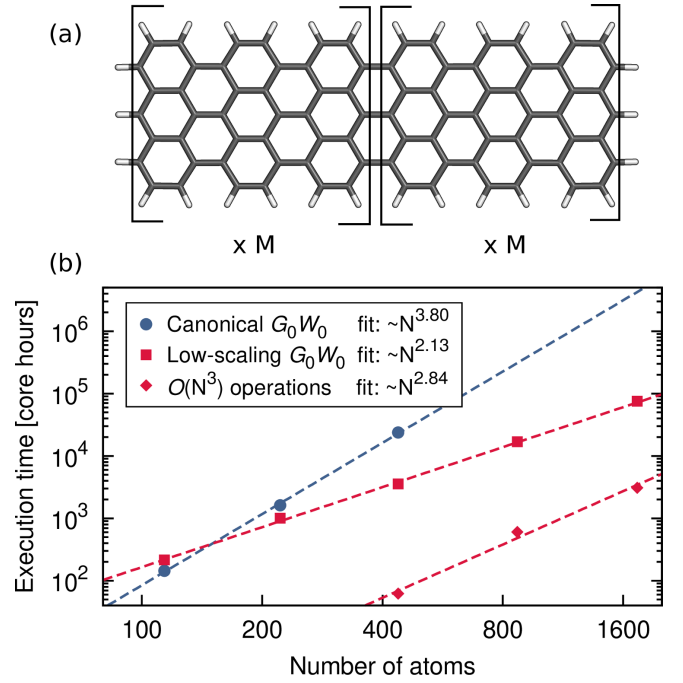 (a)
x M x M
(b)
Execution time [core hours]
10⁶
10⁵
10⁴
10³
10²
Canonical G₀W₀ fit: ~N³·⁸⁰
Low-scaling G₀W₀ fit: ~N²·¹³
O(N³) operations fit: ~N²·⁸⁴
100 200 400 800 1600
Number of atoms